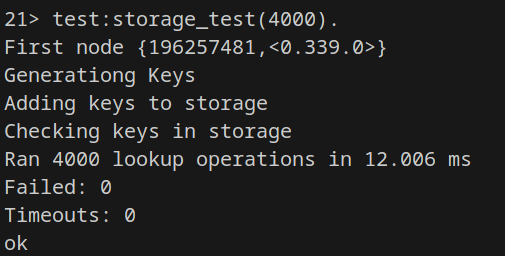 21> test:storage_test(4000).
First node {196257481,<0.339.0>}
Generationg Keys
Adding keys to storage
Checking keys in storage
Ran 4000 lookup operations in 12.006 ms
Failed: 0
Timeouts: 0
ok